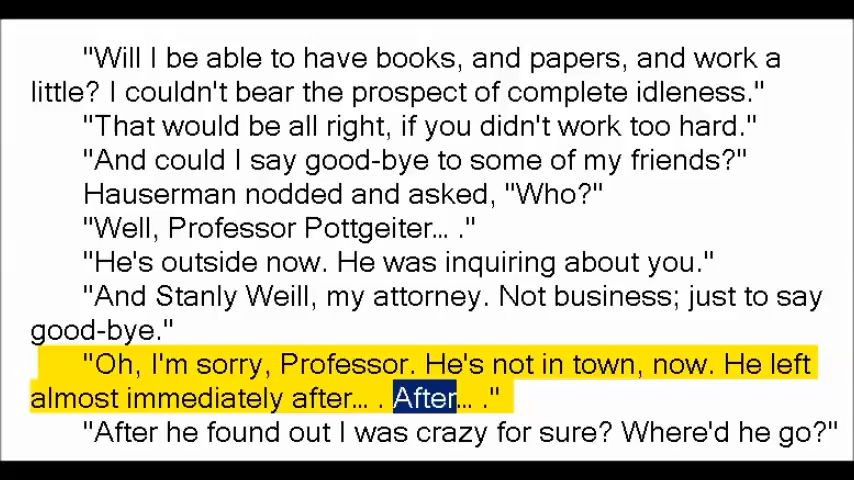 "Will I be able to have books, and papers, and work a
little? I couldn't bear the prospect of complete idleness."
"That would be all right, if you didn't work too hard."
"And could I say good-bye to some of my friends?"
Hauserman nodded and asked, "Who?"
"Well, Professor Pottgeiter... ."
"He's outside now. He was inquiring about you."
"And Stanly Weill, my attorney. Not business; just to say
good-bye."
"Oh, I'm sorry, Professor. He's not in town, now. He left
almost immediately after... . After... ."
"After he found out I was crazy for sure? Where'd he go?"